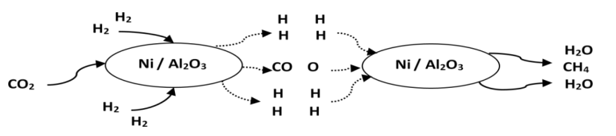 H₂
H₂
CO₂
Ni / Al₂O₃
H₂
H₂
H H
H H
CO O
H H
H H
Ni / Al₂O₃
H₂O
CH₄
H₂O